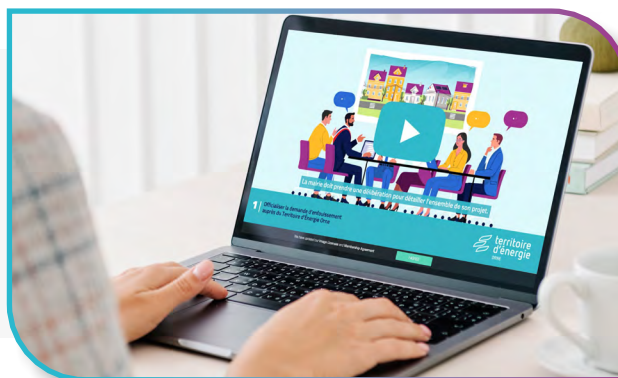 La mairie doit prendre une délibération pour détailler l'ensemble de son projet.
1 Officialiser la demande d'enfouissement
auprès du Territoire d'Énergie Orne
territoire
d'énergie
ORNE